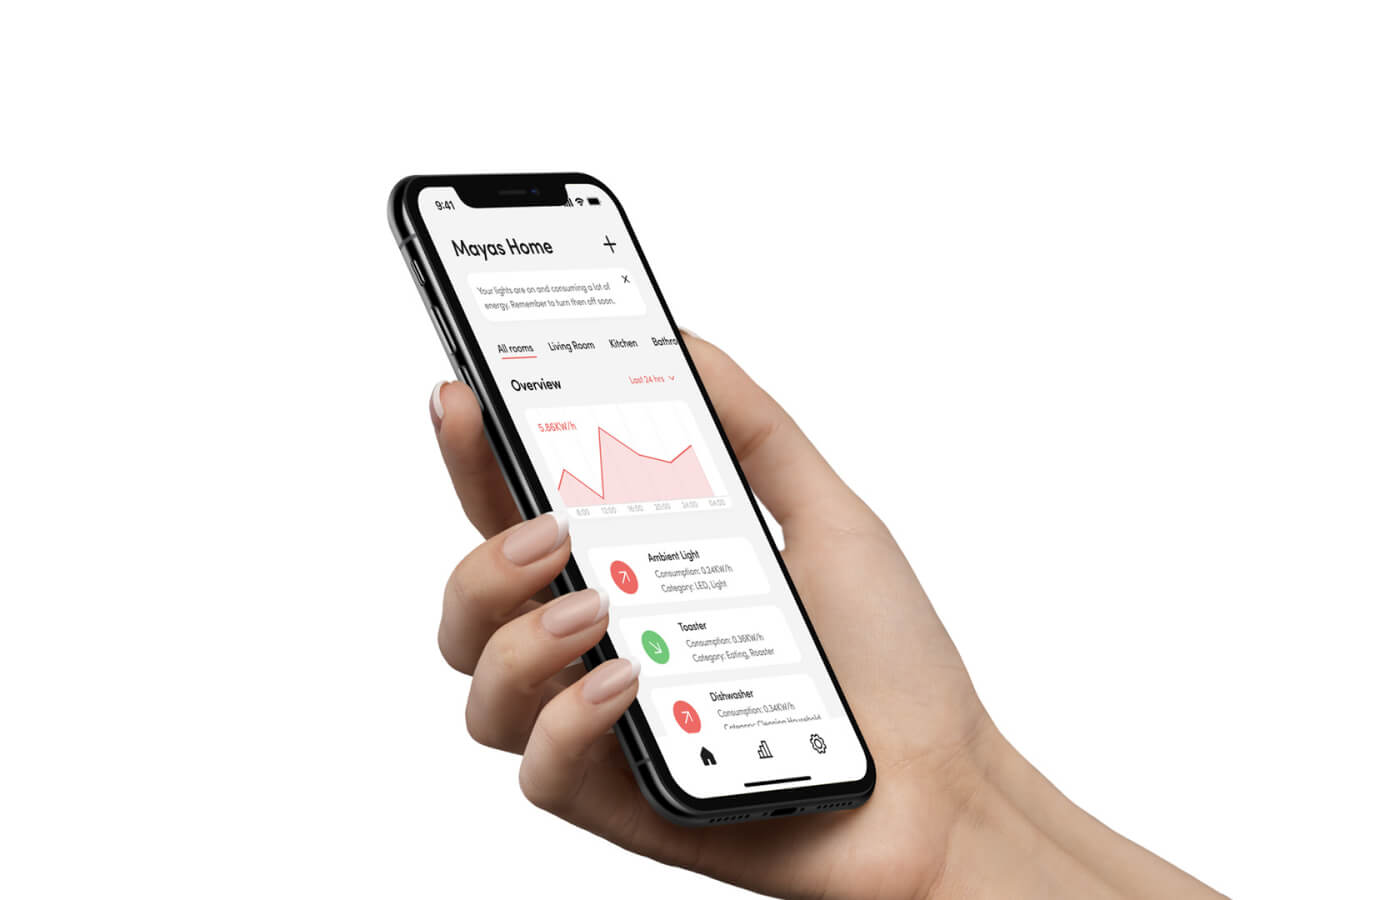 9:41
Mayas Home
Your lights are on and consuming a lot of
energy. Remember to turn then off soon.
All rooms Living Room Kitchen Bathro
Overview Last 24 hrs
5.86KW/h
8:00 12:00 16:00 20:00 24:00 04:00
Ambient Light
Consumption: 0.24KW/h
Category: LED, Light
Toaster
Consumption: 0.36KW/h
Category: Eating, Roaster
Dishwasher
Consumption: 0.34KW/h
Category: Cleaning Household